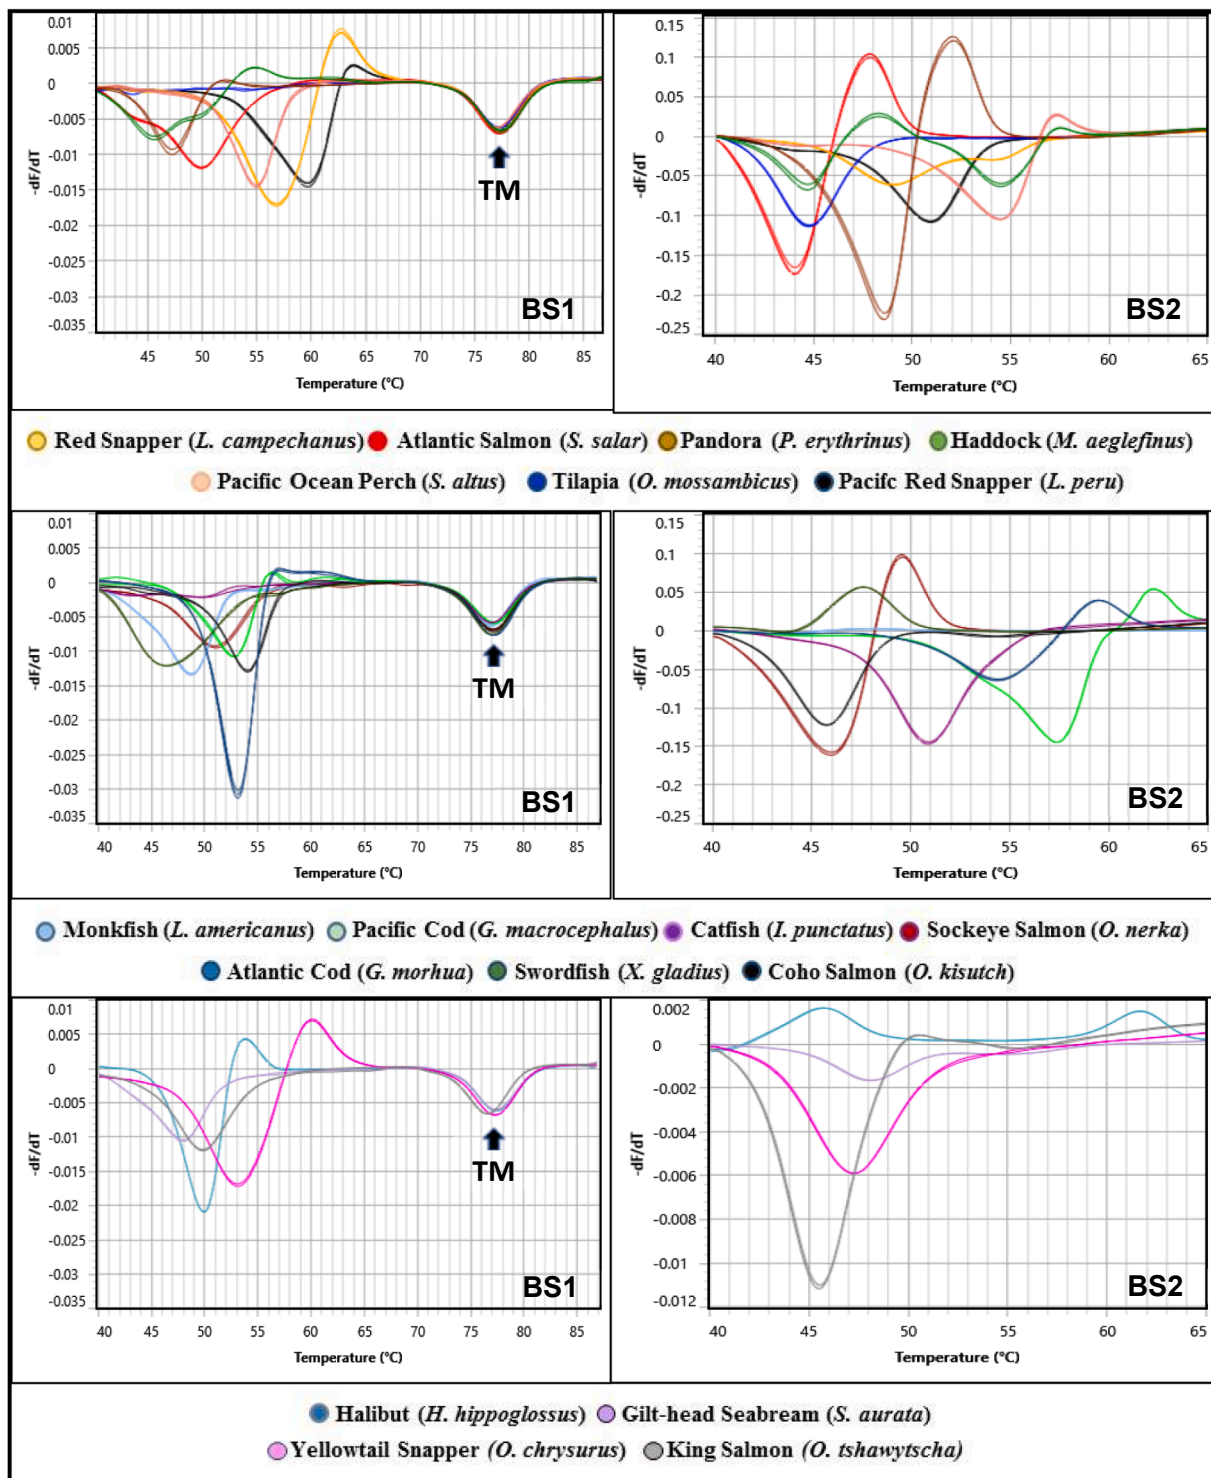 0.01
0.005
0
-0.005
-0.01
-0.015
-0.02
-0.025
-0.03
-0.035
-dF/dT
45 50 55 60 65 70 75 80 85
Temperature (°C)
TM
BS1
0.15
0.1
0.05
0
-0.05
-0.1
-0.15
-0.2
-0.25
-dF/dT
40 45 50 55 60 65
Temperature (°C)
BS2
Red Snapper (L. campechanus) Atlantic Salmon (S. salar) Pandora (P. erythrinus) Haddock (M. aeglefinus)
Pacific Ocean Perch (S. altus) Tilapia (O. mossambicus) Pacifc Red Snapper (L. peru)
0.01
0.005
0
-0.005
-0.01
-0.015
-0.02
-0.025
-0.03
-0.035
-dF/dT
40 45 50 55 60 65 70 75 80 85
Temperature (°C)
TM
BS1
0.15
0.1
0.05
0
-0.05
-0.1
-0.15
-0.2
-0.25
-dF/dT
40 45 50 55 60 65
Temperature (°C)
BS2
Monkfish (L. americanus) Pacific Cod (G. macrocephalus) Catfish (I. punctatus) Sockeye Salmon (O. nerka)
Atlantic Cod (G. morhua) Swordfish (X. gladius) Coho Salmon (O. kisutch)
0.01
0.005
0
-0.005
-0.01
-0.015
-0.02
-0.025
-0.03
-0.035
-dF/dT
40 45 50 55 60 65 70 75 80 85
Temperature (°C)
TM
BS1
0.002
0
-0.002
-0.004
-0.006
-0.008
-0.01
-0.012
-dF/dT
40 45 50 55 60 65
Temperature (°C)
BS2
Halibut (H. hippoglossus) Gilt-head Seabream (S. aurata)
Yellowtail Snapper (O. chrysurus) King Salmon (O. tshawytscha)